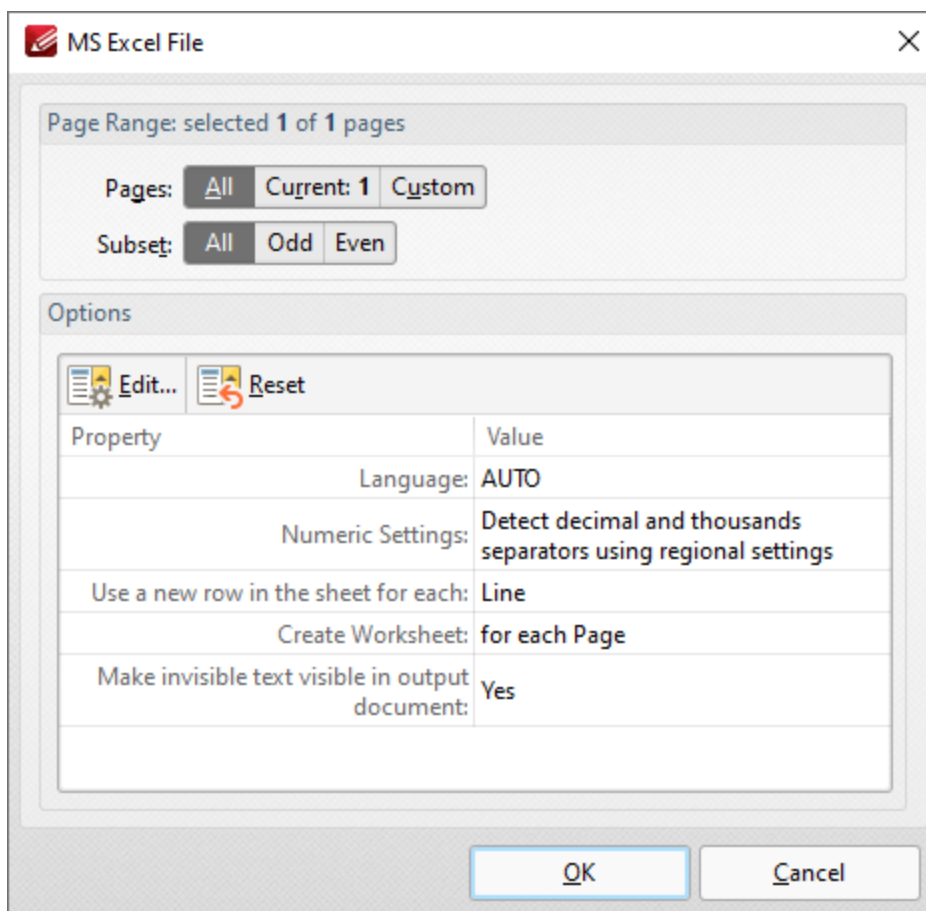 MS Excel File
Page Range: selected 1 of 1 pages
Pages: All Current: 1 Custom
Subset: All Odd Even
Options
Edit... Reset
Property Value
Language: AUTO
Numeric Settings: Detect decimal and thousands
separators using regional settings
Use a new row in the sheet for each: Line
Create Worksheet: for each Page
Make invisible text visible in output
document: Yes
OK Cancel